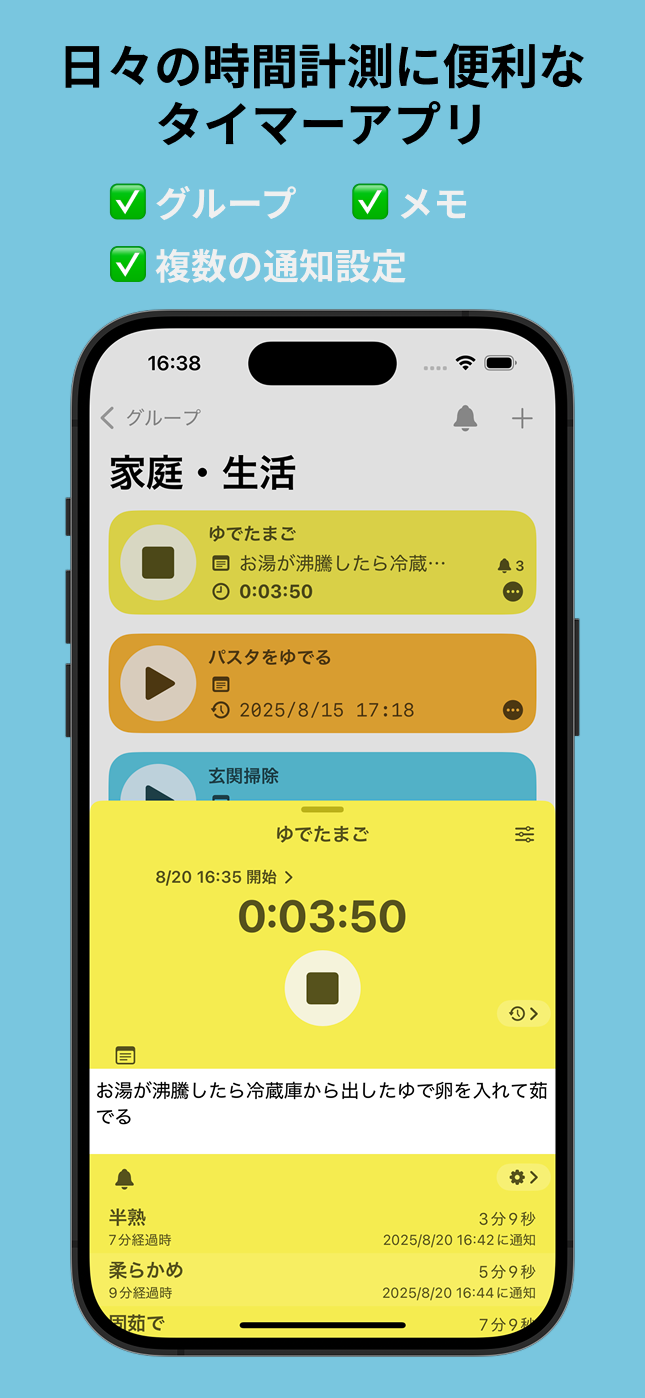 日々の時間計測に便利な
タイマーアプリ
✅ グループ ✅ メモ
✅ 複数の通知設定
16:38
グループ
家庭・生活
ゆでたまご
お湯が沸騰したら冷蔵…
3
0:03:50
パスタをゆでる
2025/8/15 17:18
玄関掃除
ゆでたまご
8/20 16:35 開始
0:03:50
お湯が沸騰したら冷蔵庫から出したゆで卵を入れて茹
でる
半熟 3分9秒
7分経過時 2025/8/20 16:42に通知
柔らかめ 5分9秒
9分経過時 2025/8/20 16:44に通知
固茹で 7分9秒